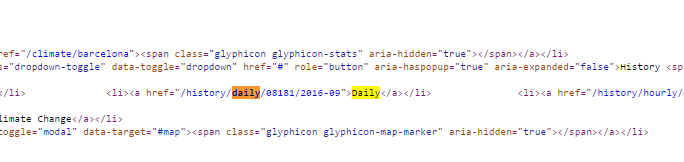 ref="/climate/barcelona"><span class="glyphicon glyphicon-stats" aria-hidden="true"></span></a></li>
s="dropdown-toggle" data-toggle="dropdown" href="#" role="button" aria-haspopup="true" aria-expanded="false">History <sp
</li> <li><a href="/history/daily/08181/2016-09">Daily</a></li> <li><a href="/history/hourly/
limate Change</a></li>
toggle="modal" data-target="#map"><span class="glyphicon glyphicon-map-marker" aria-hidden="true"></span></a></li>